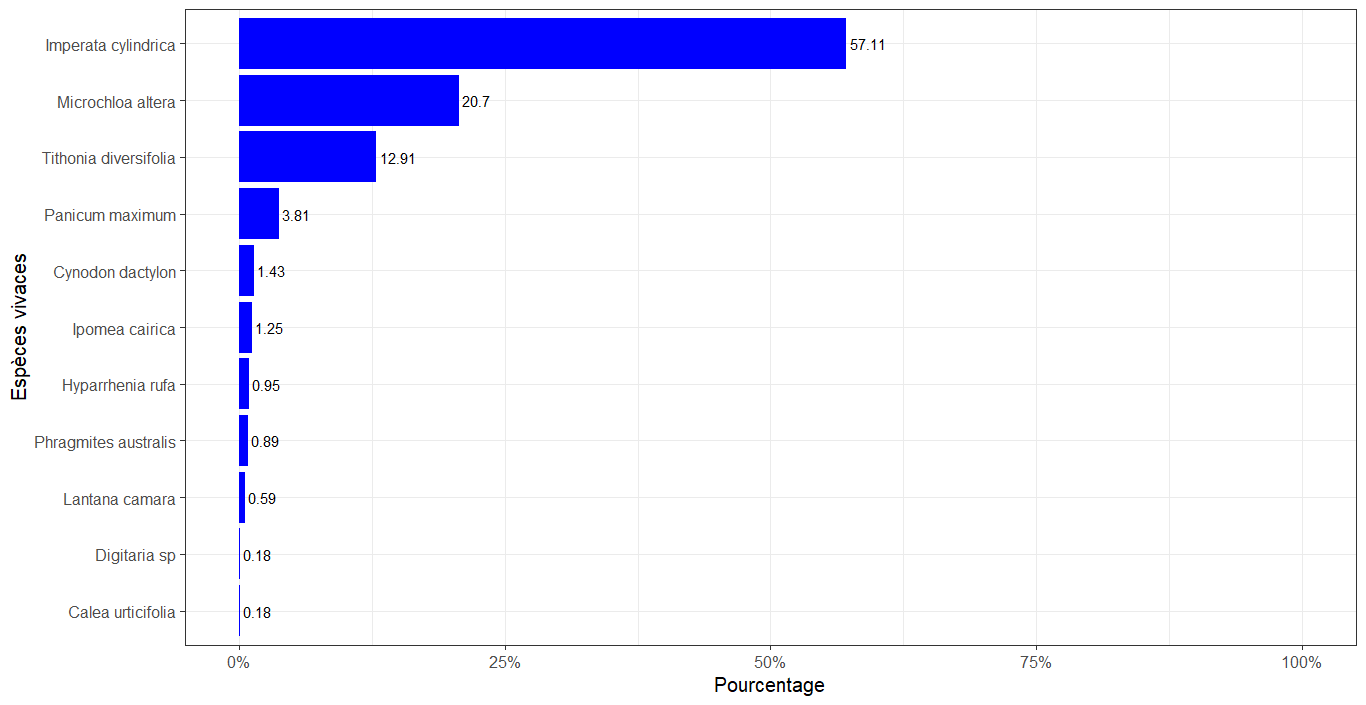 Espèces vivaces
Imperata cylindrica 57.11
Microchloa altera 20.7
Tithonia diversifolia 12.91
Panicum maximum 3.81
Cynodon dactylon 1.43
Ipomea cairica 1.25
Hyparrhenia rufa 0.95
Phragmites australis 0.89
Lantana camara 0.59
Digitaria sp 0.18
Calea urticifolia 0.18
0% 25% 50% 75% 100%
Pourcentage